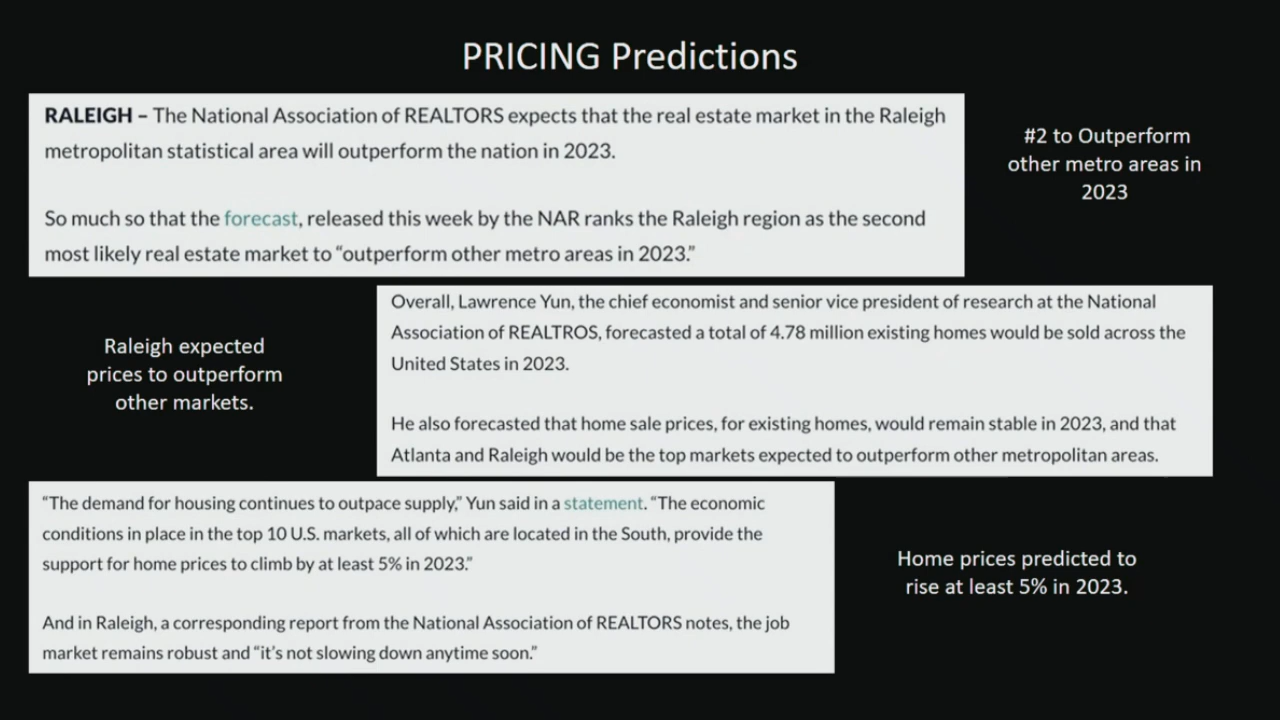 PRICING Predictions
RALEIGH – The National Association of REALTORS expects that the real estate market in the Raleigh
metropolitan statistical area will outperform the nation in 2023.
So much so that the forecast, released this week by the NAR ranks the Raleigh region as the second
most likely real estate market to “outperform other metro areas in 2023.”
#2 to Outperform
other metro areas in
2023
Raleigh expected
prices to outperform
other markets.
Overall, Lawrence Yun, the chief economist and senior vice president of research at the National
Association of REALTROS, forecasted a total of 4.78 million existing homes would be sold across the
United States in 2023.
He also forecasted that home sale prices, for existing homes, would remain stable in 2023, and that
Atlanta and Raleigh would be the top markets expected to outperform other metropolitan areas.
“The demand for housing continues to outpace supply,” Yun said in a statement. “The economic
conditions in place in the top 10 U.S. markets, all of which are located in the South, provide the
support for home prices to climb by at least 5% in 2023.”
And in Raleigh, a corresponding report from the National Association of REALTORS notes, the job
market remains robust and “it’s not slowing down anytime soon.”
Home prices predicted to
rise at least 5% in 2023.